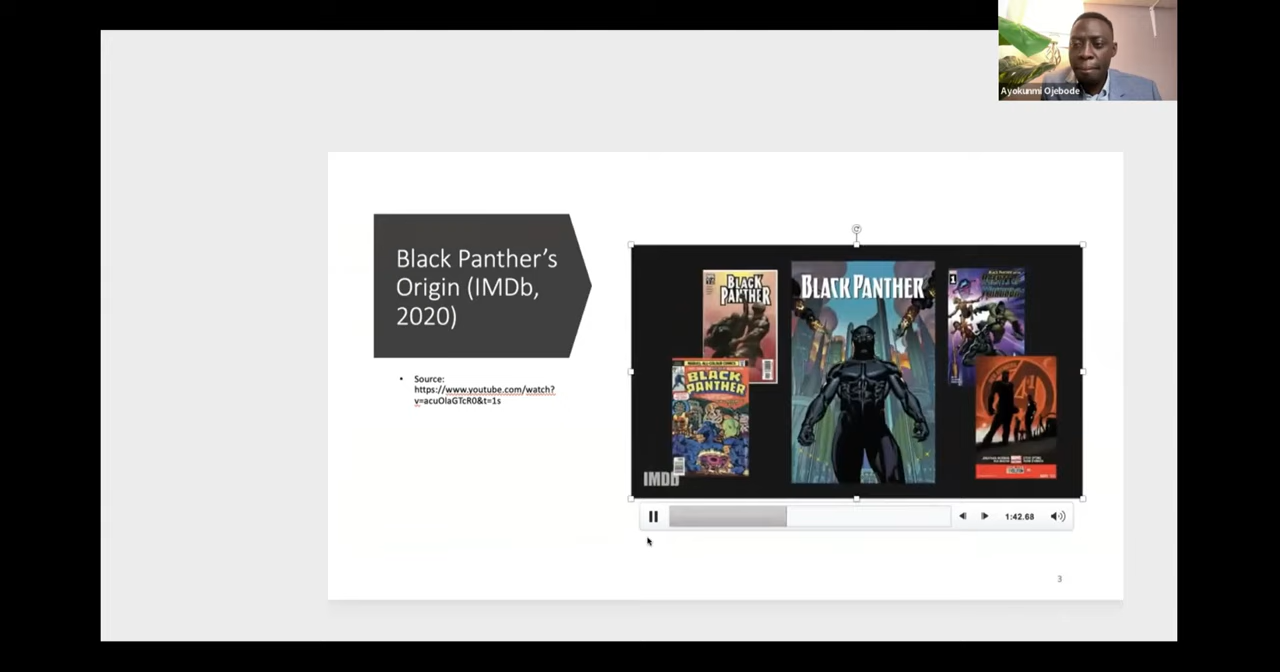 Ayokunmi Ojebode
Black Panther's
Origin (IMDb,
2020)
• Source:
https://www.youtube.com/watch?
v=acuOlaGTcR0&t=1s
BLACK
PANTHER
BLACK PANTHER
1
BLACK
PANTHER
IMDb
1:42.68
3